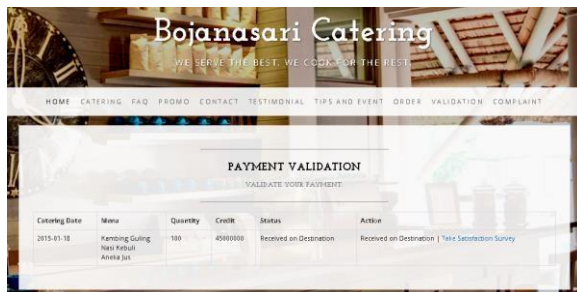 Bojanasari Catering
WE SERVE THE BEST. WE COOK FOR THE REST.
HOME CATERING FAQ PROMO CONTACT TESTIMONIAL TIPS AND EVENT ORDER VALIDATION COMPLAINT
PAYMENT VALIDATION
VALIDATE YOUR PAYMENT
Catering Date Menu Quantity Credit Status Action
2015-01-18 Kambing Guling 100 45000000 Received on Destination Received on Destination | Take Satisfaction Survey
Nasi Kebuli
Aneka Jus